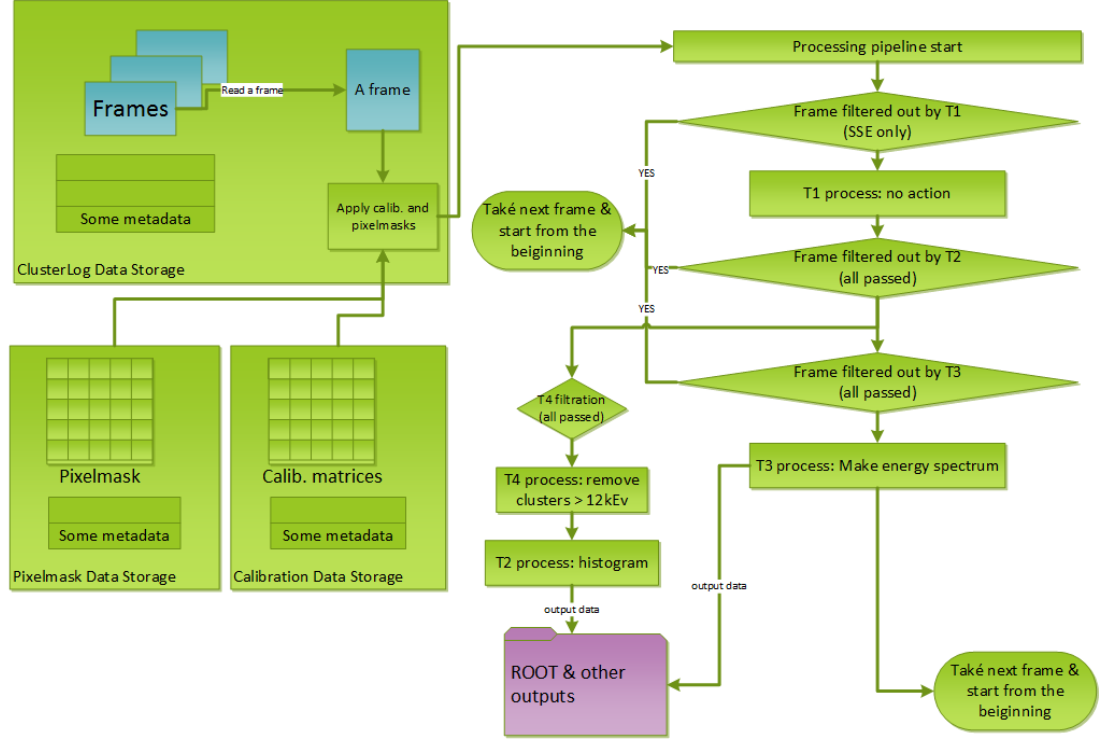 Frames
Read a frame
A frame
Some metadata
Apply calib. and
pixelmasks
ClusterLog Data Storage
Pixelmask
Some metadata
Pixelmask Data Storage
Calib. matrices
Some metadata
Calibration Data Storage
Processing pipeline start
Frame filtered out by T1
(SSE only)
YES
T1 process: no action
Také next frame &
start from the
beiginning
Frame filtered out by T2
(all passed)
YES
YES
Frame filtered out by T3
(all passed)
T4 filtration
(all passed)
T4 process: remove
clusters > 12kEv
T2 process: histogram
output data
T3 process: Make energy spectrum
output data
ROOT & other
outputs
Také next frame &
start from the
beiginning